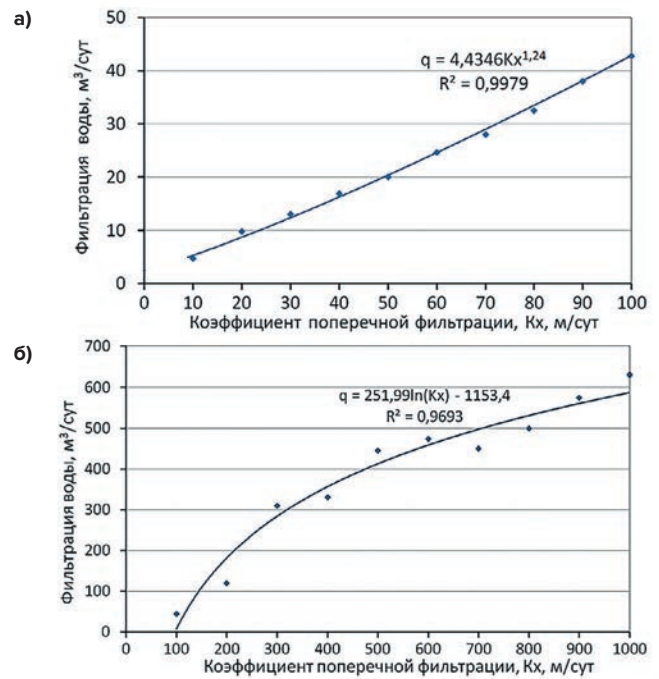 а)
50
40
30
20
10
0
Фильтрация воды, м³/сут
q = 4,4346Kx^1,24
R² = 0,9979
0 10 20 30 40 50 60 70 80 90 100
Коэффициент поперечной фильтрации, Кх, м/сут
б)
700
600
500
400
300
200
100
0
Фильтрация воды, м³/сут
q = 251,99ln(Kx) - 1153,4
R² = 0,9693
0 100 200 300 400 500 600 700 800 900 1000
Коэффициент поперечной фильтрации, Кх, м/сут